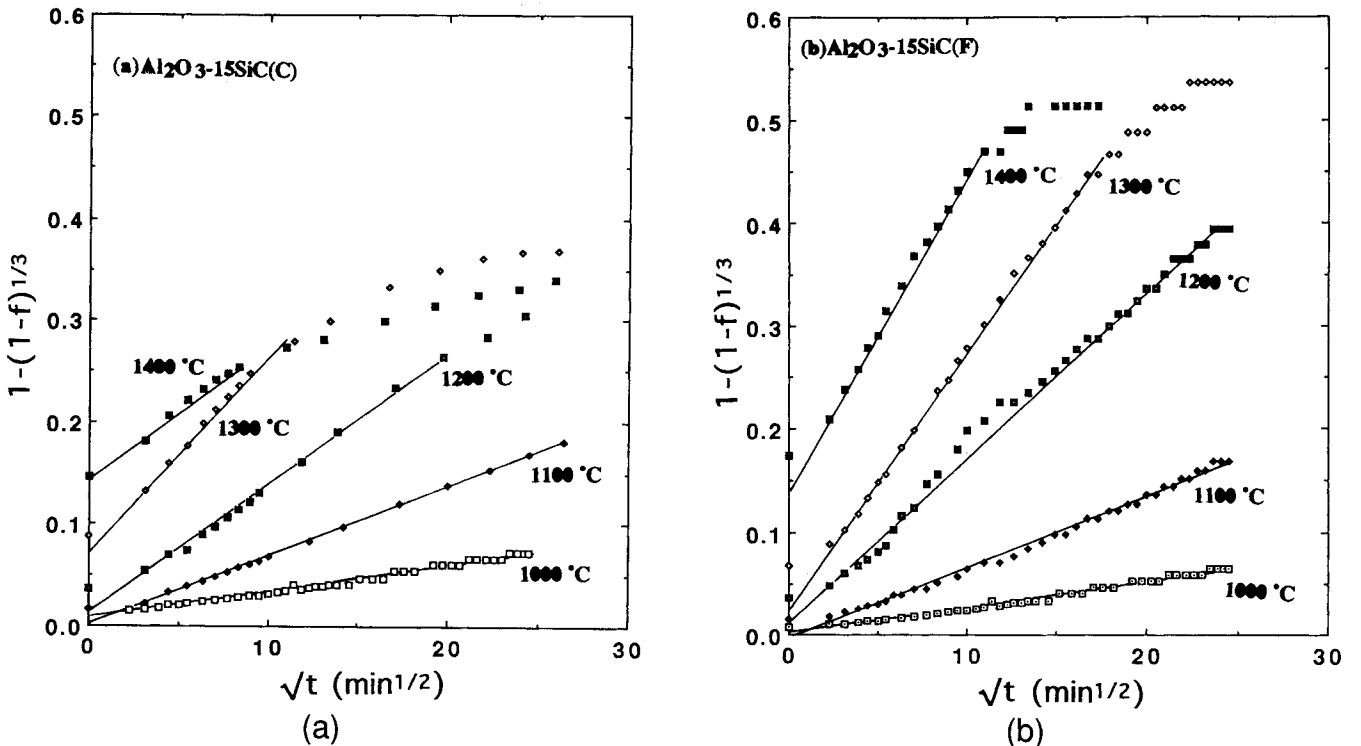 (a)Al2O3-15SiC(C)
1-(1-f)1/3
0.6
0.5
0.4
0.3
0.2
0.1
0.0
1400 °C
1300 °C
1200 °C
1100 °C
1000 °C
0
10
20
30
√t (min1/2)
(a)
(b)Al2O3-15SiC(F)
1-(1-f)1/3
0.6
0.5
0.4
0.3
0.2
0.1
0.0
1400 °C
1300 °C
1200 °C
1100 °C
1000 °C
0
10
20
30
√t (min1/2)
(b)